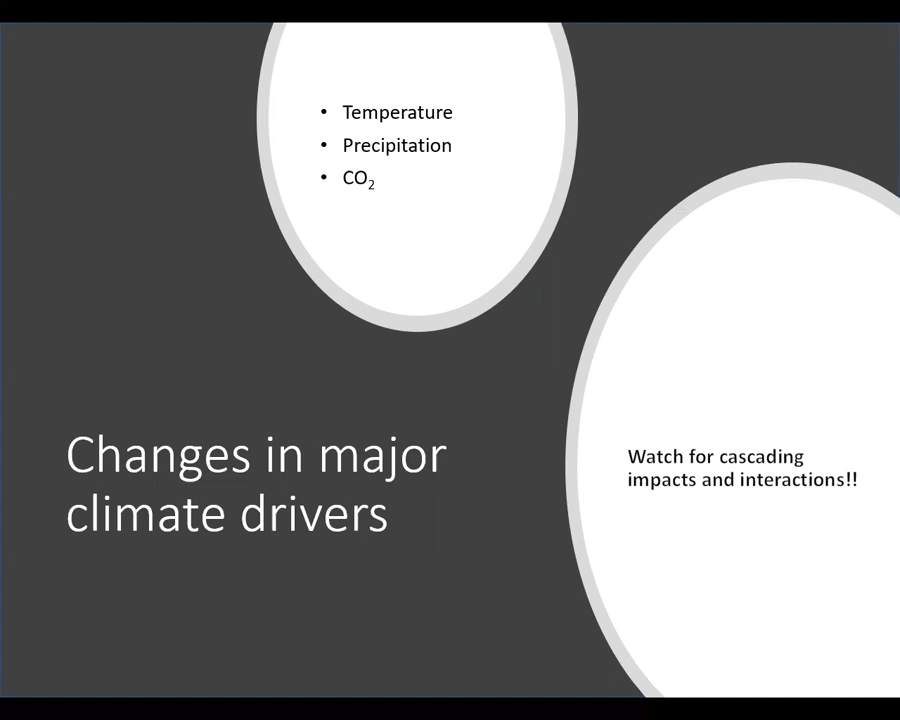 • Temperature
• Precipitation
• CO₂
Changes in major
climate drivers
Watch for cascading
impacts and interactions!!